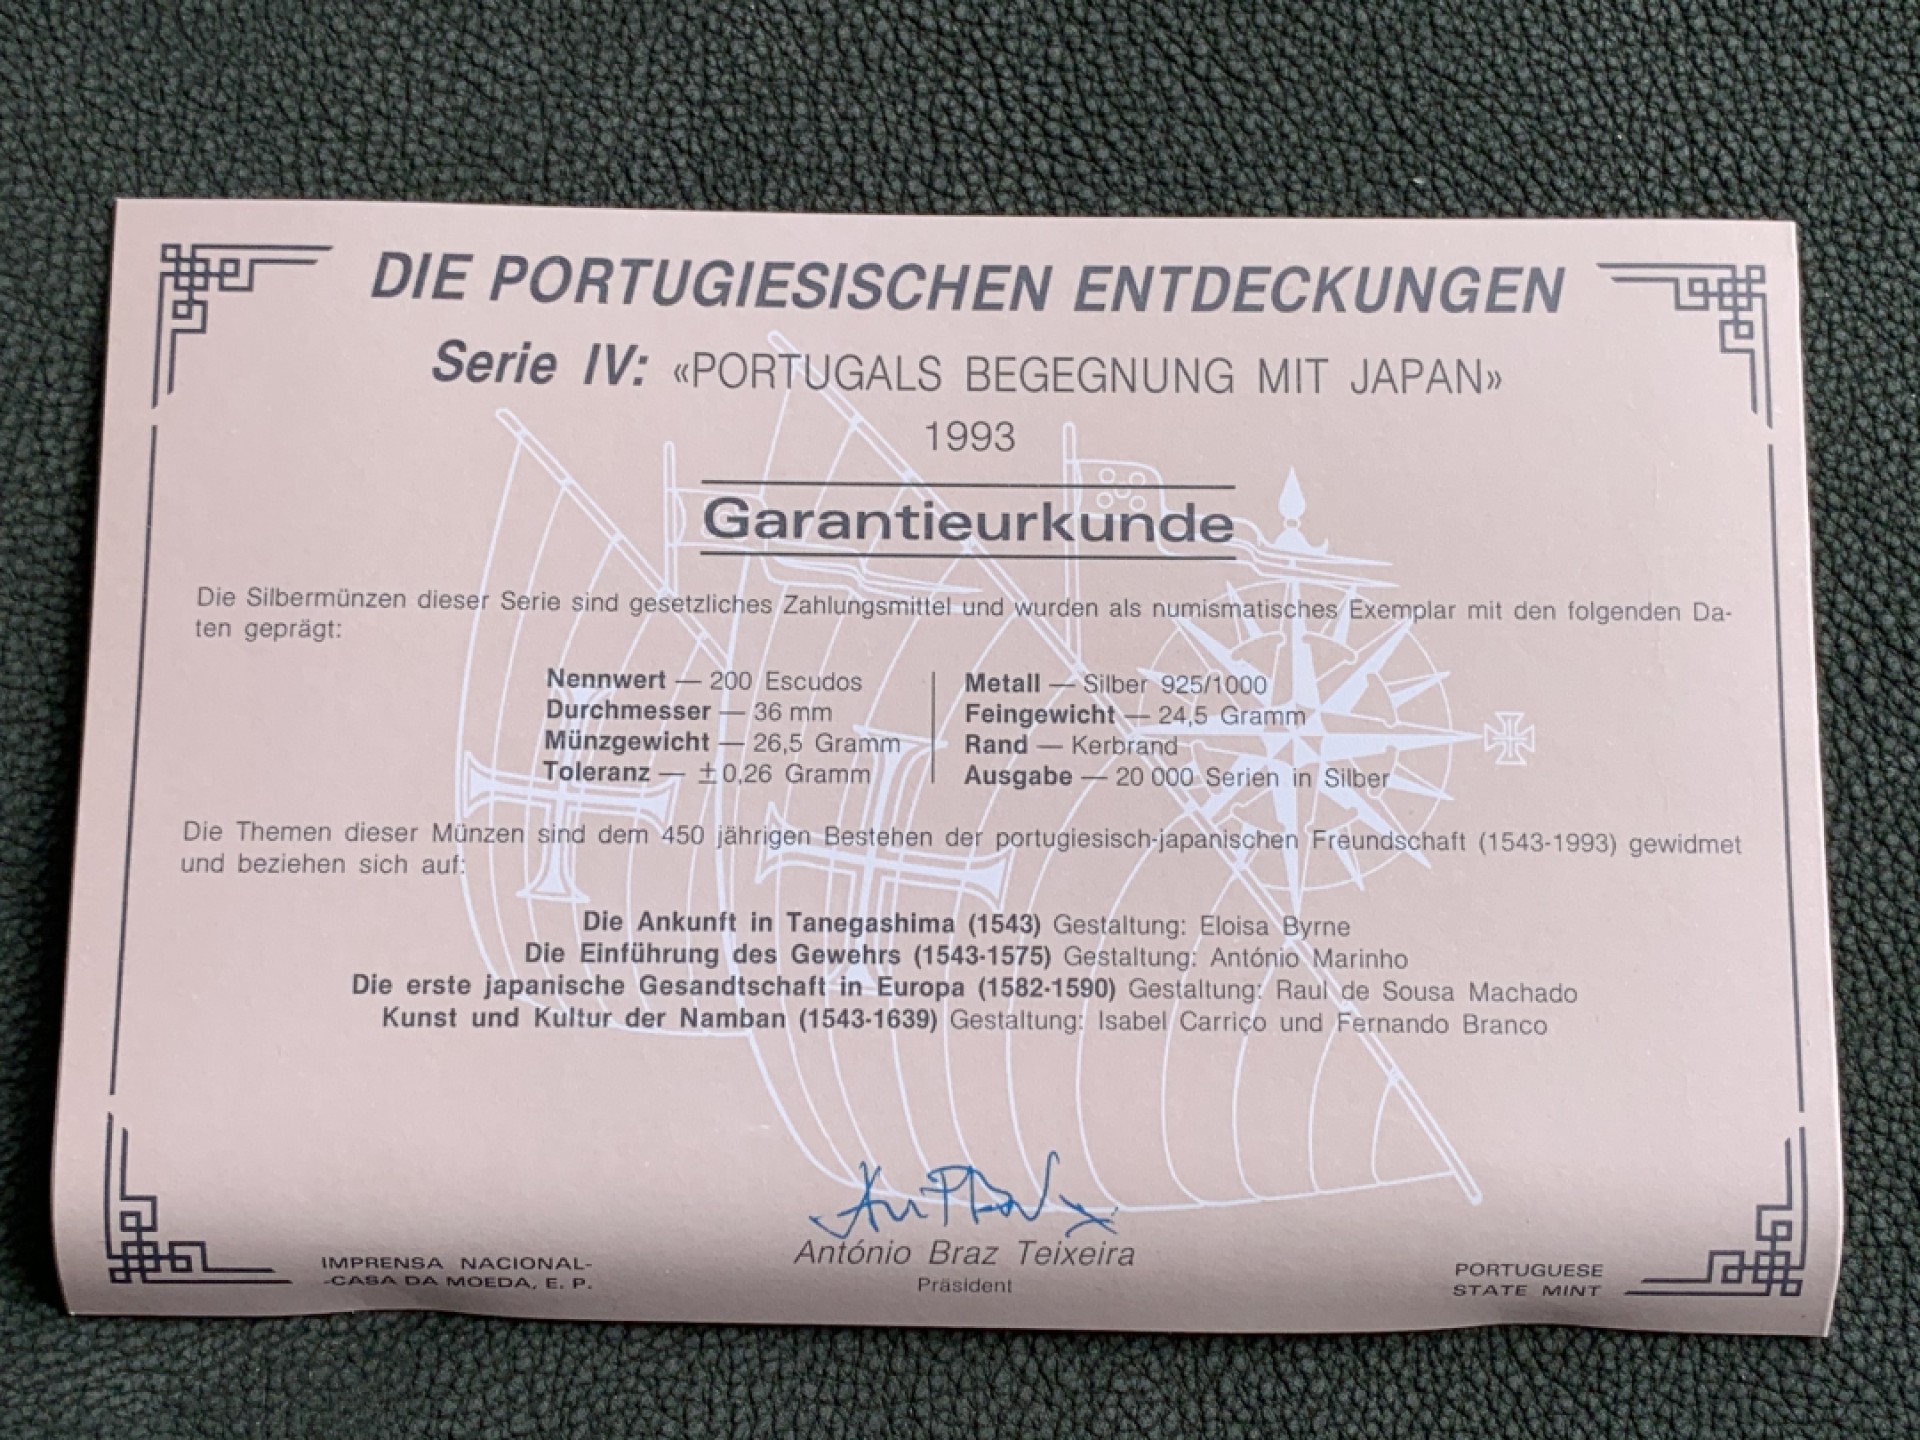 DIE PORTUGIESISCHEN ENTDECKUNGEN
Serie IV: «PORTUGALS BEGEGNUNG MIT JAPAN»
1993
Garantieurkunde
Die Silbermünzen dieser Serie sind gesetzliches Zahlungsmittel und wurden als numismatisches Exemplar mit den folgenden Da-
ten geprägt:
Nennwert — 200 Escudos
Durchmesser — 36 mm
Münzgewicht — 26,5 Gramm
Toleranz — ±0,26 Gramm
Metall — Silber 925/1000
Feingewicht — 24,5 Gramm
Rand — Kerbrand
Ausgabe — 20 000 Serien in Silber
Die Themen dieser Münzen sind dem 450 jährigen Bestehen der portugiesisch-japanischen Freundschaft (1543-1993) gewidmet
und beziehen sich auf:
Die Ankunft in Tanegashima (1543) Gestaltung: Eloisa Byrne
Die Einführung des Gewehrs (1543-1575) Gestaltung: António Marinho
Die erste japanische Gesandtschaft in Europa (1582-1590) Gestaltung: Raul de Sousa Machado
Kunst und Kultur der Namban (1543-1639) Gestaltung: Isabel Carriço und Fernando Branco
António Braz Teixeira
Präsident
IMPRENSA NACIONAL-
-CASA DA MOEDA, E. P.
PORTUGUESE
STATE MINT